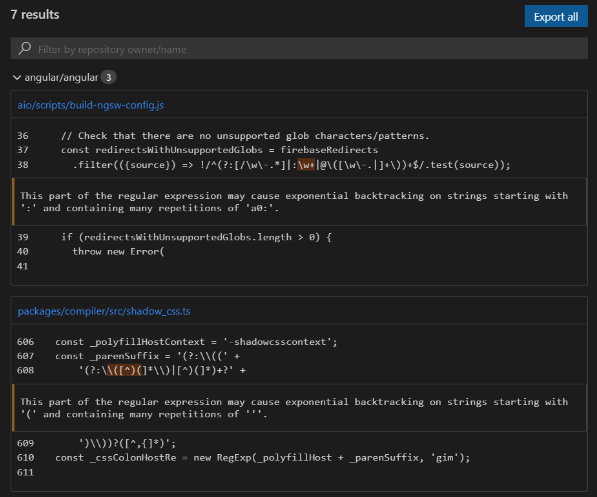 7 results
Export all
Filter by repository owner/name
angular/angular 3
aio/scripts/build-ngsw-config.js
36 // Check that there are no unsupported glob characters/patterns.
37 const redirectsWithUnsupportedGlobs = firebaseRedirects
38 .filter(({source}) => !/^(?:[/\w\-.*]|:\w+|@\([\w\-.|]+\))+$/.test(source));
This part of the regular expression may cause exponential backtracking on strings starting with
':' and containing many repetitions of 'a0:'.
39 if (redirectsWithUnsupportedGlobs.length > 0) {
40 throw new Error(
41
packages/compiler/src/shadow_css.ts
606 const _polyfillHostContext = '-shadowcsscontext';
607 const _parenSuffix = '(?:\\((' +
608 '(?:\\([^)(]*\\)|[^)(]*)+?' +
This part of the regular expression may cause exponential backtracking on strings starting with
'(' and containing many repetitions of '''.
609 ')\\))?([^,{]*)';
610 const _cssColonHostRe = new RegExp(_polyfillHost + _parenSuffix, 'gim');
611